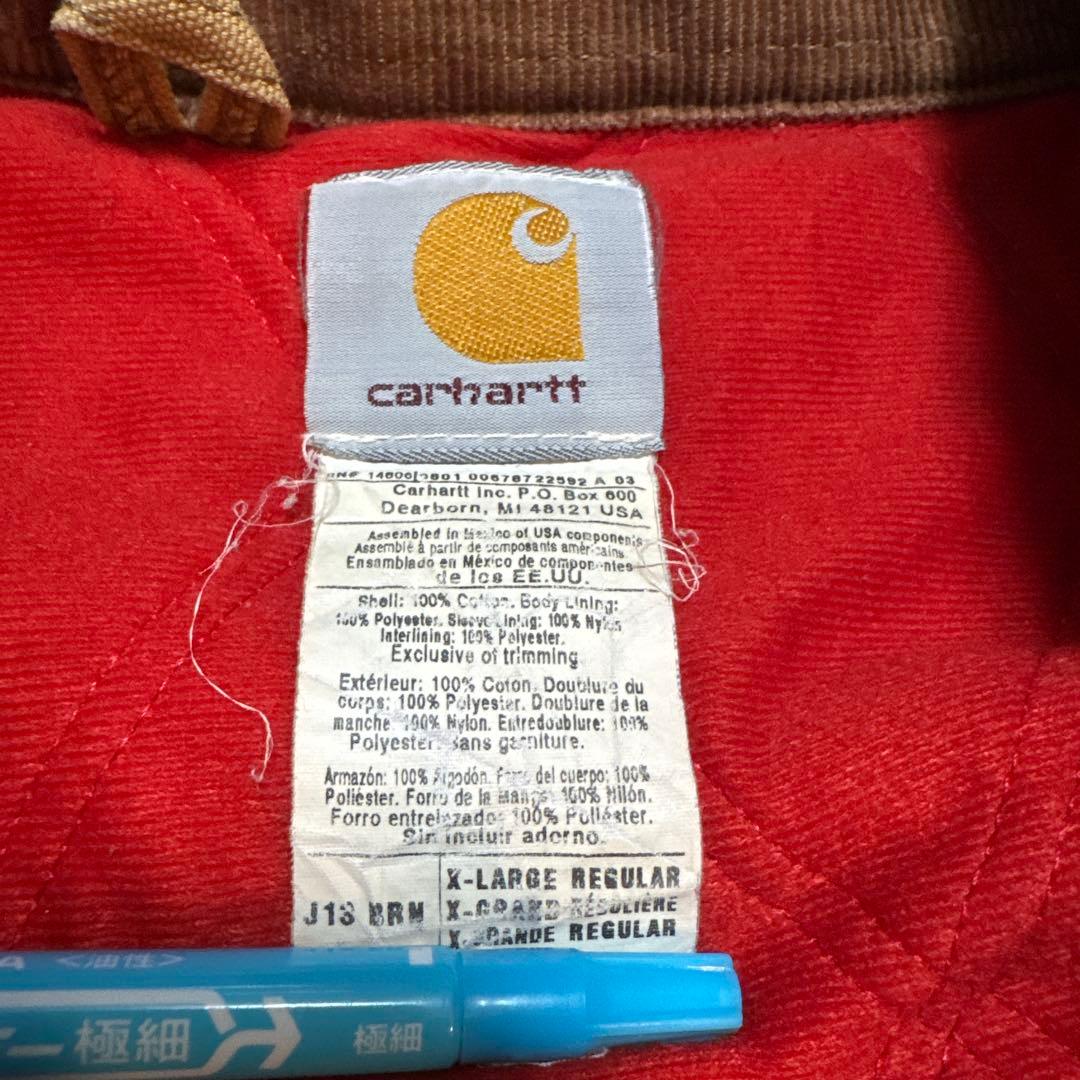 carhartt
RN# 14806 3801 00678722592 A 03
Carhartt Inc. P.O. Box 600
Dearborn, MI 48121 USA
Assembled in Mexico of USA components
Assemblé à partir de composants américains
Ensamblado en México de componentes
de los EE.UU.
Shell: 100% Cotton. Body Lining:
100% Polyester. Sleeve Lining: 100% Nylon
Interlining: 100% Polyester.
Exclusive of trimming
Extérieur: 100% Coton. Doublure du
corps: 100% Polyester. Doublure de la
manche. 100% Nylon. Entredoublure: 100%
Polyester. sans garniture.
Armazón: 100% Algodón. Forro del cuerpo: 100%
Poliéster. Forro de la Manga: 100% Nilón.
Forro entrelazado: 100% Poliéster.
Sin incluir adorno.
J13 BRN
X-LARGE REGULAR
X-GRAND RÉGULIÈRE
X-GRANDE REGULAR
A <油性>
ー極細
極細